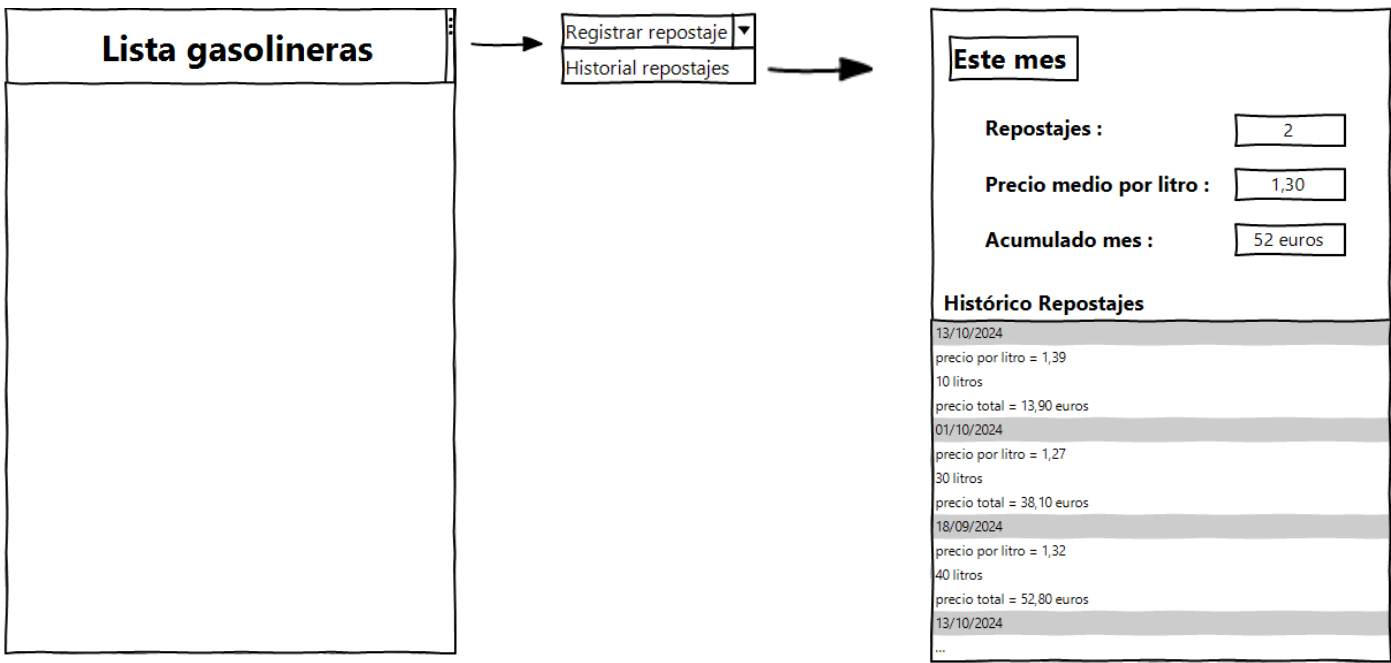 Lista gasolineras
Registrar repostaje
Historial repostajes
Este mes
Repostajes : 2
Precio medio por litro : 1,30
Acumulado mes : 52 euros
Histórico Repostajes
13/10/2024
precio por litro = 1,39
10 litros
precio total = 13,90 euros
01/10/2024
precio por litro = 1,27
30 litros
precio total = 38,10 euros
18/09/2024
precio por litro = 1,32
40 litros
precio total = 52,80 euros
13/10/2024
...